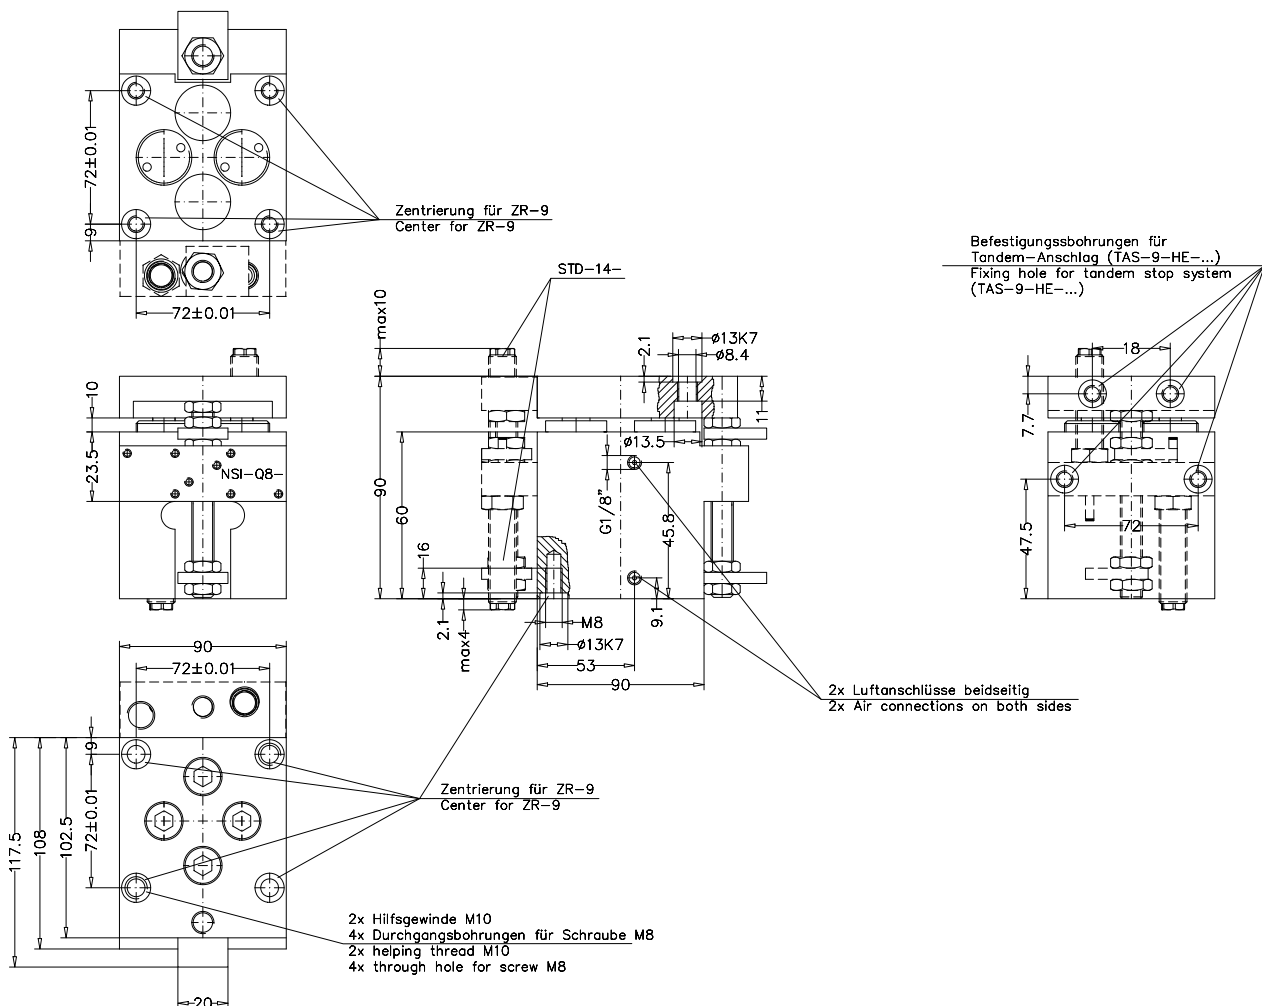 72±0.01
9
72±0.01
Zentrierung für ZR-9
Center for ZR-9
STD-14-
Befestigungssbohrungen für
Tandem-Anschlag (TAS-9-HE-...)
Fixing hole for tandem stop system
(TAS-9-HE-...)
10
23.5
NSI-Q8-
max10
90
60
16
2.1
max4
2.1
ø13K7
ø8.4
11
ø13.5
G1/8"
45.8
9.1
M8
ø13K7
53
90
18
7.7
47.5
72
2x Luftanschlüsse beidseitig
2x Air connections on both sides
90
72±0.01
9
72±0.01
102.5
108
117.5
20
Zentrierung für ZR-9
Center for ZR-9
2x Hilfsgewinde M10
4x Durchgangsbohrungen für Schraube M8
2x helping thread M10
4x through hole for screw M8